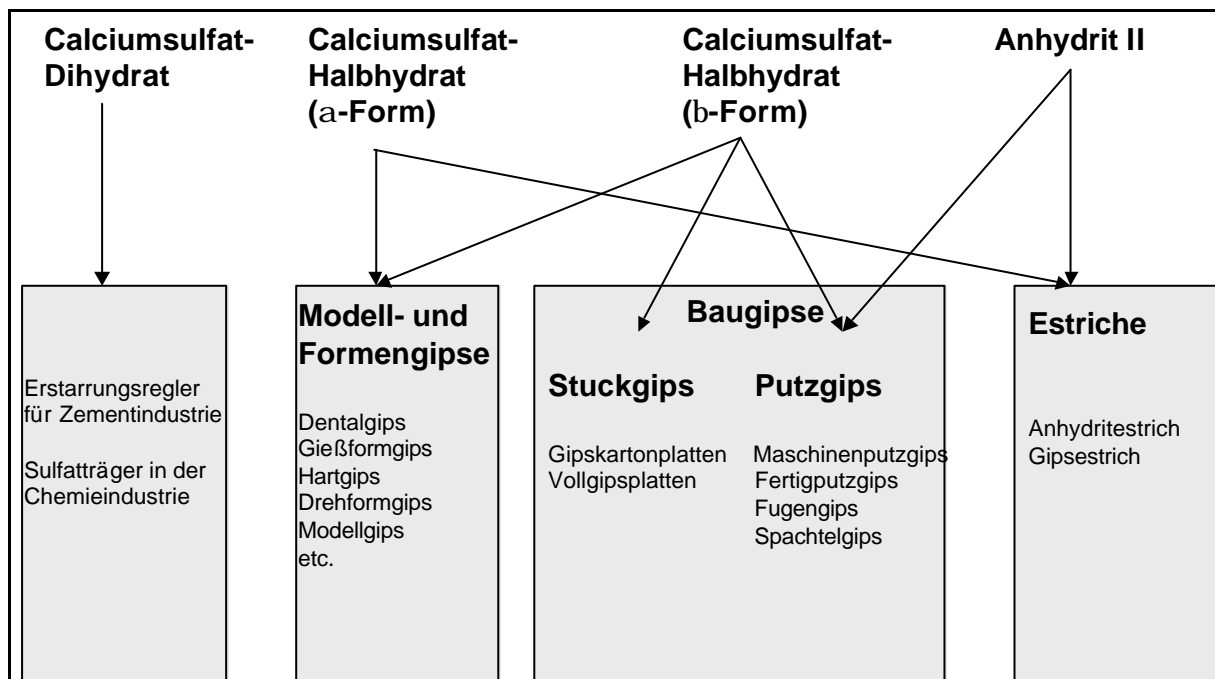 Calciumsulfat-
Dihydrat
Calciumsulfat-
Halbhydrat
(a-Form)
Calciumsulfat-
Halbhydrat
(b-Form)
Anhydrit II
Erstarrungsregler
für Zementindustrie
Sulfatträger in der
Chemieindustrie
Modell- und
Formengipse
Dentalgips
Gießformgips
Hartgips
Drehformgips
Modellgips
etc.
Baugipse
Stuckgips
Gipskartonplatten
Vollgipsplatten
Putzgips
Maschinenputzgips
Fertigputzgips
Fugengips
Spachtelgips
Estriche
Anhydritestrich
Gipsestrich